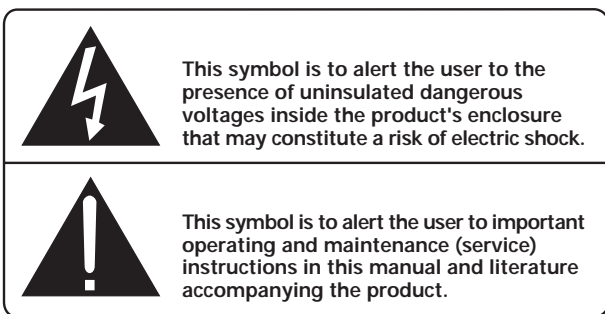 This symbol is to alert the user to the
presence of uninsulated dangerous
voltages inside the product's enclosure
that may constitute a risk of electric shock.
This symbol is to alert the user to important
operating and maintenance (service)
instructions in this manual and literature
accompanying the product.